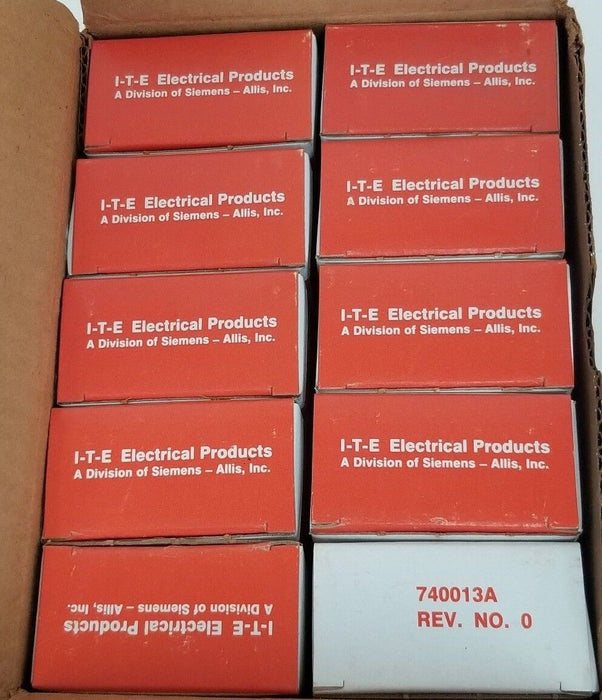 I-T-E Electrical Products
A Division of Siemens – Allis, Inc.
I-T-E Electrical Products
A Division of Siemens – Allis, Inc.
I-T-E Electrical Products
A Division of Siemens – Allis, Inc.
I-T-E Electrical Products
A Division of Siemens – Allis, Inc.
I-T-E Electrical Products
A Division of Siemens – Allis, Inc.
I-T-E Electrical Products
A Division of Siemens – Allis, Inc.
I-T-E Electrical Products
A Division of Siemens – Allis, Inc.
I-T-E Electrical Products
A Division of Siemens – Allis, Inc.
I-T-E Electrical Products
A Division of Siemens – Allis, Inc.
740013A
REV. NO. 0